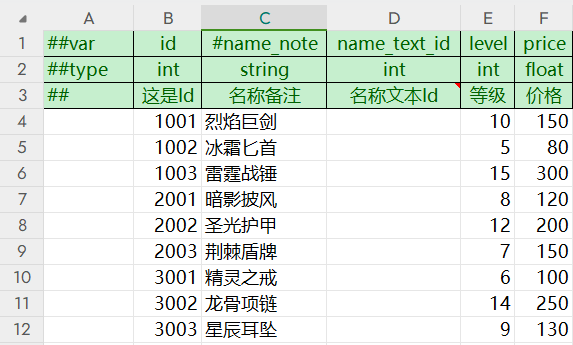 A B C D E F
1 ##var id #name_note name_text_id level price
2 ##type int string int int float
3 ## 这是Id 名称备注 名称文本Id 等级 价格
4 1001 烈焰巨剑 10 150
5 1002 冰霜匕首 5 80
6 1003 雷霆战锤 15 300
7 2001 暗影披风 8 120
8 2002 圣光护甲 12 200
9 2003 荆棘盾牌 7 150
10 3001 精灵之戒 6 100
11 3002 龙骨项链 14 250
12 3003 星辰耳坠 9 130